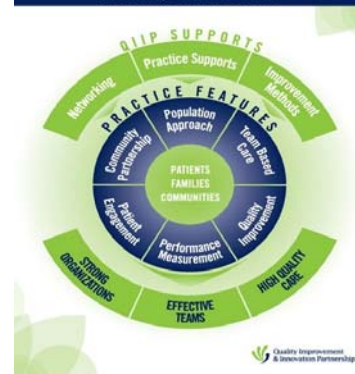 QIIP SUPPORTS
Networking
Practice Supports
Improvement
Methods
PRACTICE FEATURES
Community
Partnership
Population
Approach
Team Based
Care
PATIENTS
FAMILIES
COMMUNITIES
Patient
Engagement
Performance
Measurement
Quality
Improvement
STRONG
ORGANIZATIONS
EFFECTIVE
TEAMS
HIGH QUALITY
CARE
Quality Improvement
& Innovation Partnership